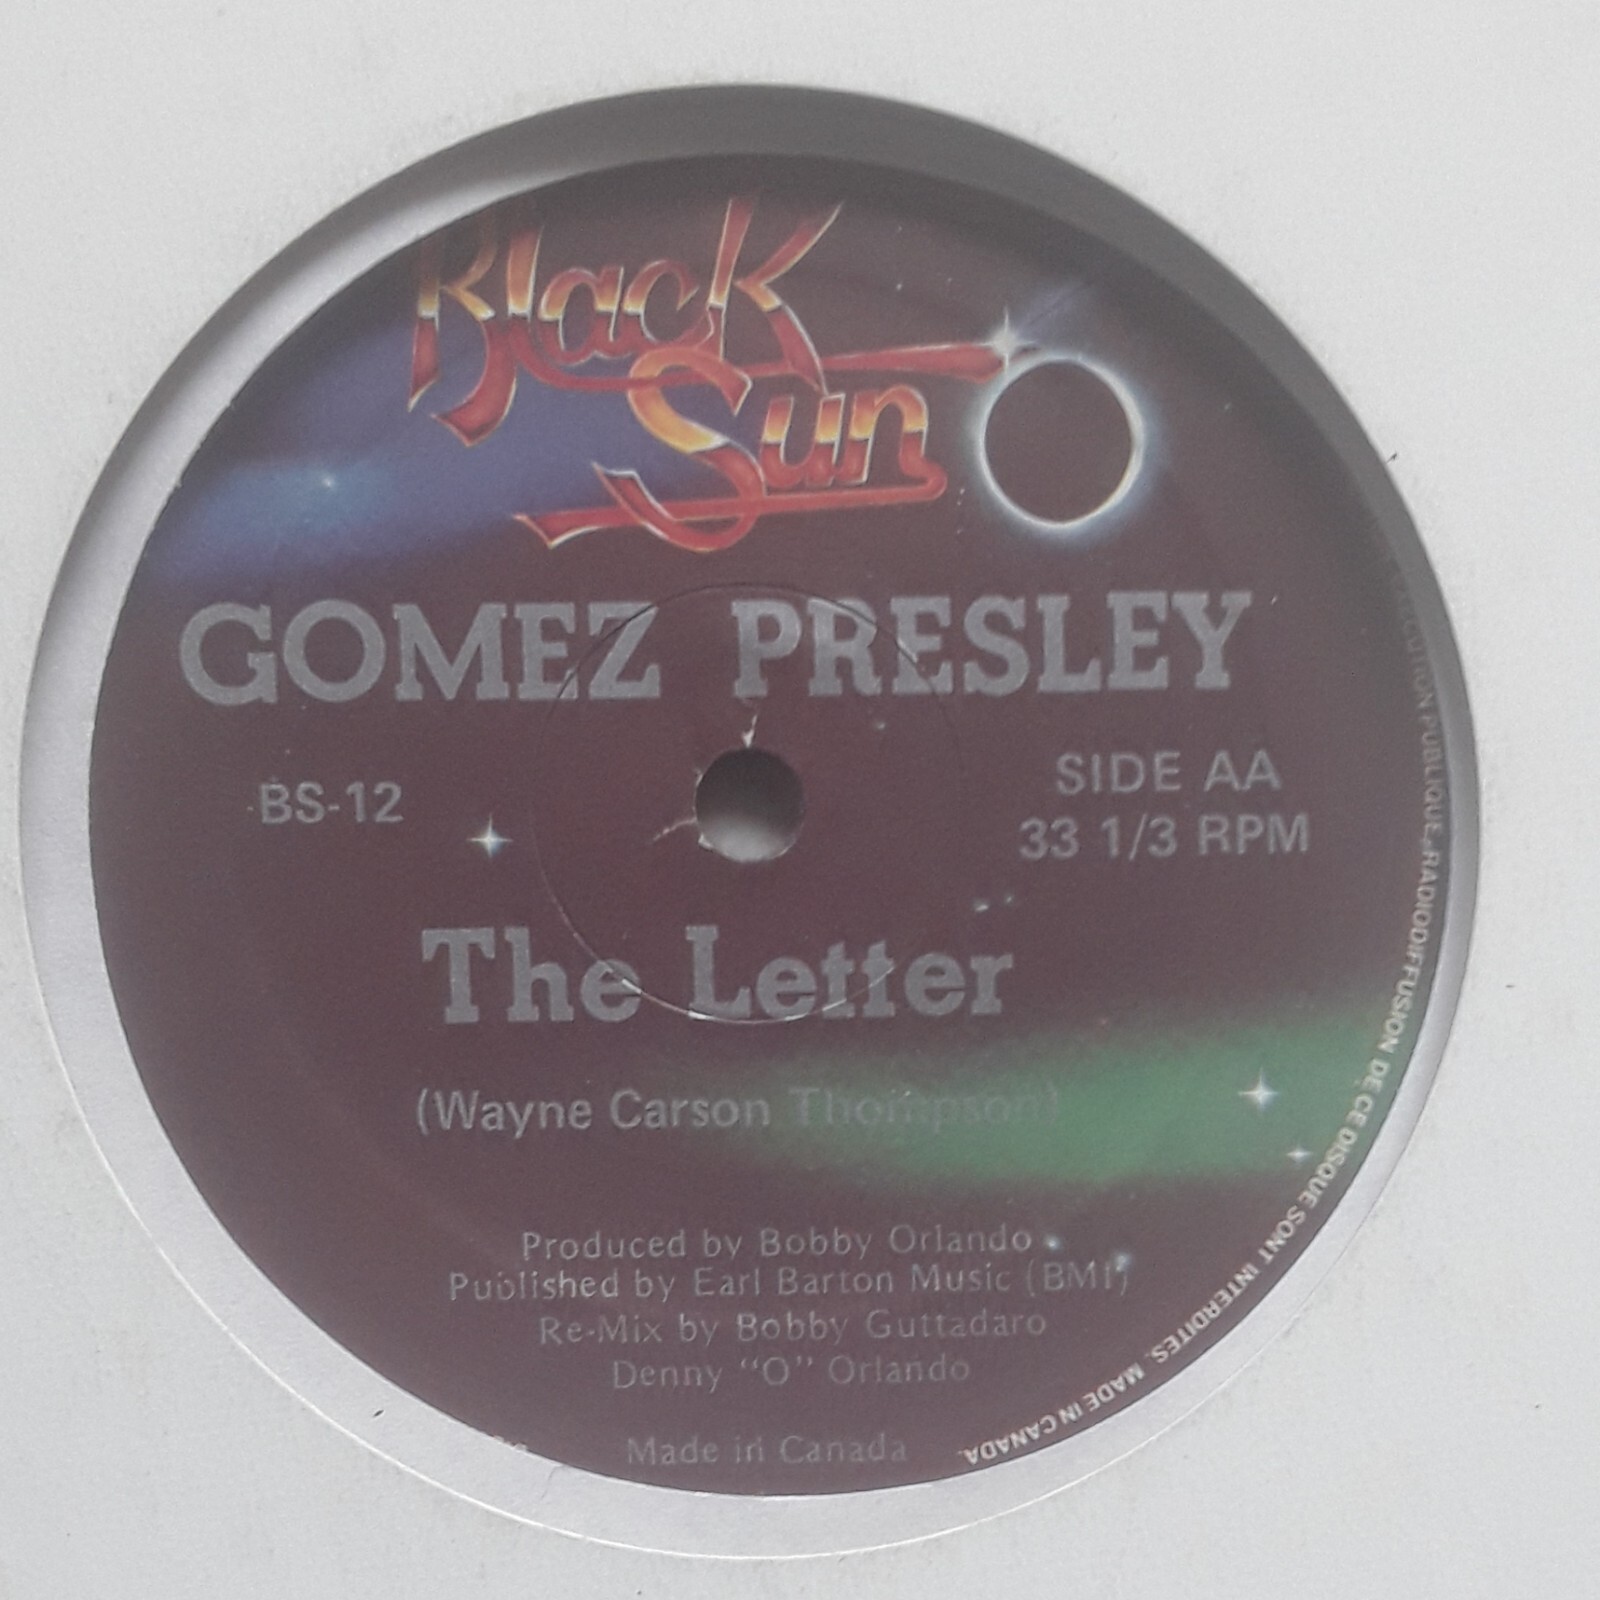 Black
Sun
GOMEZ PRESLEY
BS-12
SIDE AA
33 1/3 RPM
The Letter
(Wayne Carson Thompson)
Produced by Bobby Orlando
Published by Earl Barton Music (BMI)
Re-Mix by Bobby Guttadaro
Denny "O" Orlando
Made in Canada
PUBLIQUE, RADIODIFFUSION DE CE DISQUE SONT INTERDITES. MADE IN CANADA.